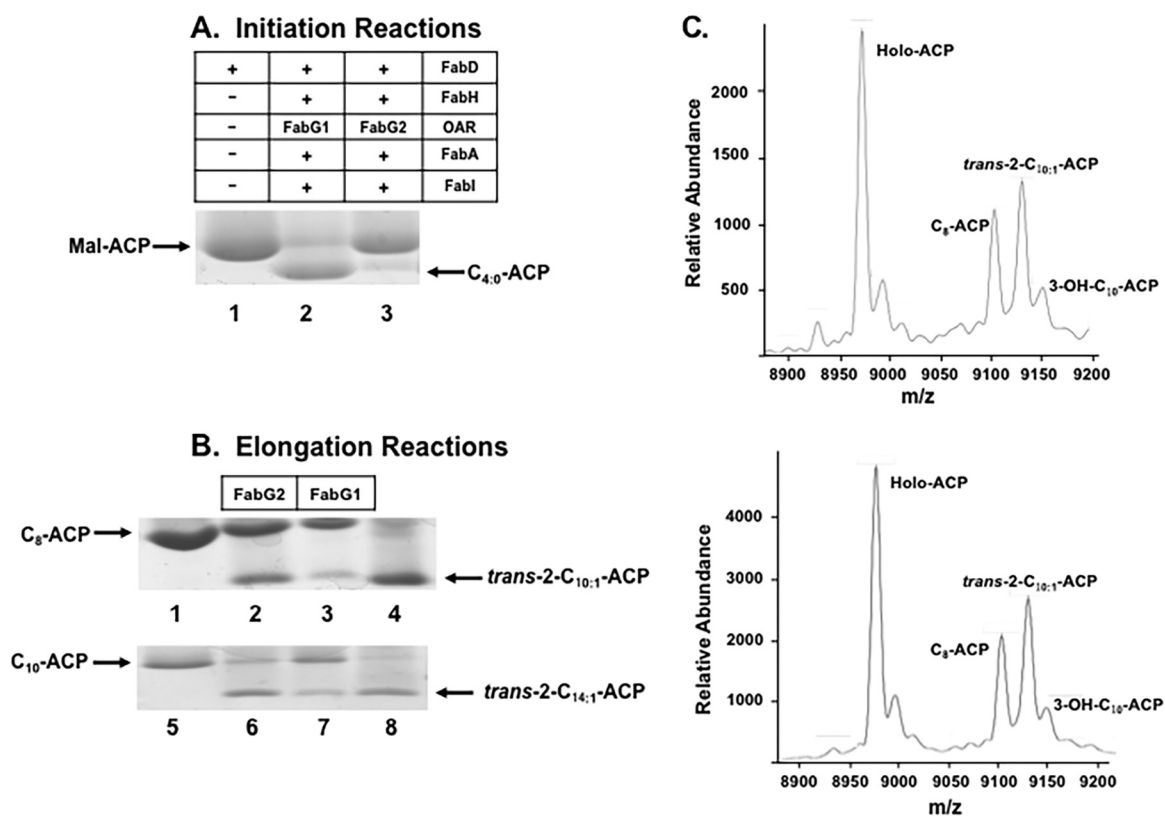 A. Initiation Reactions
+ + + FabD
- + + FabH
- FabG1 FabG2 OAR
- + + FabA
- + + FabI
Mal-ACP
C4:0-ACP
1 2 3
B. Elongation Reactions
FabG2 FabG1
C8-ACP
trans-2-C10:1-ACP
1 2 3 4
C10-ACP
trans-2-C14:1-ACP
5 6 7 8
C.
Relative Abundance
2000
1500
1000
500
Holo-ACP
trans-2-C10:1-ACP
C8-ACP
3-OH-C10-ACP
8900 8950 9000 9050 9100 9150 9200
m/z
Relative Abundance
4000
3000
2000
1000
Holo-ACP
trans-2-C10:1-ACP
C8-ACP
3-OH-C10-ACP
8900 8950 9000 9050 9100 9150 9200
m/z